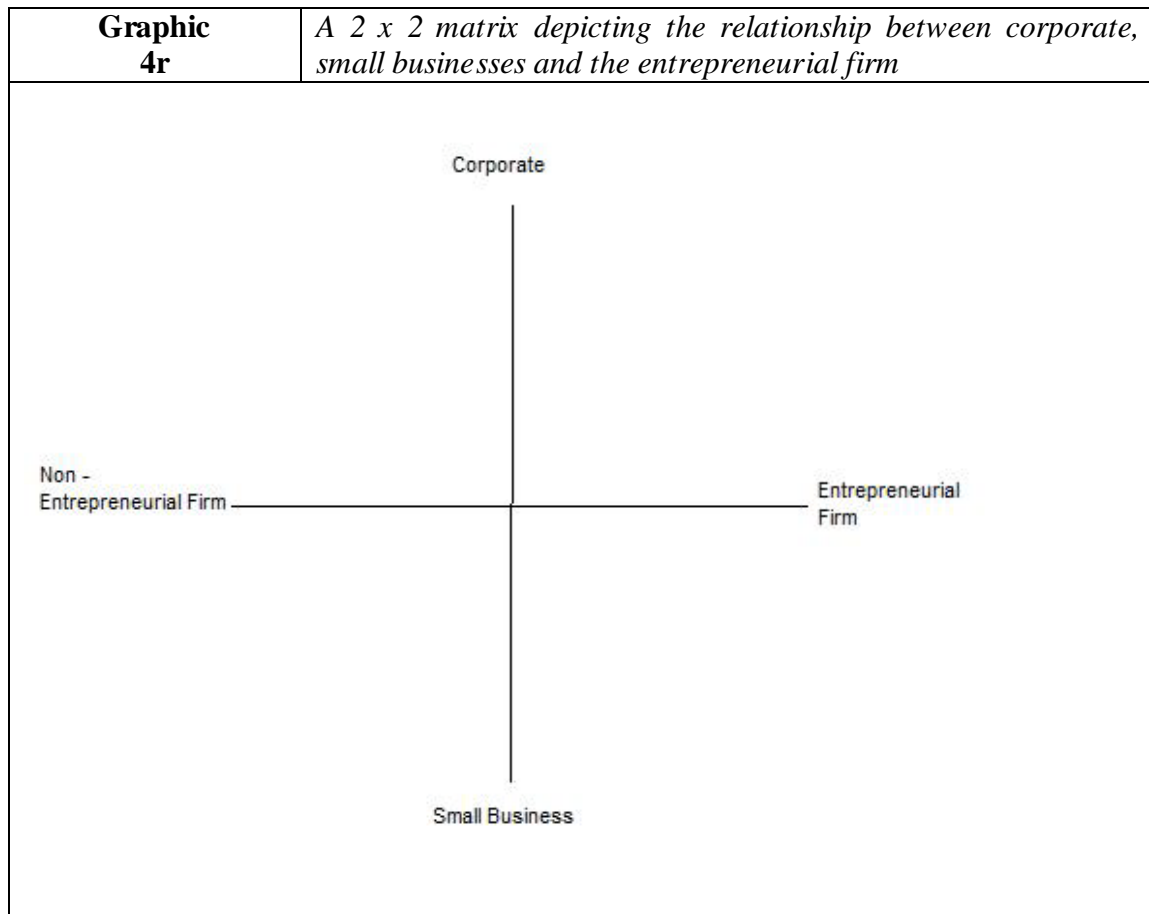 Graphic
4r
A 2 x 2 matrix depicting the relationship between corporate,
small businesses and the entrepreneurial firm
Corporate
Non -
Entrepreneurial Firm
Entrepreneurial
Firm
Small Business